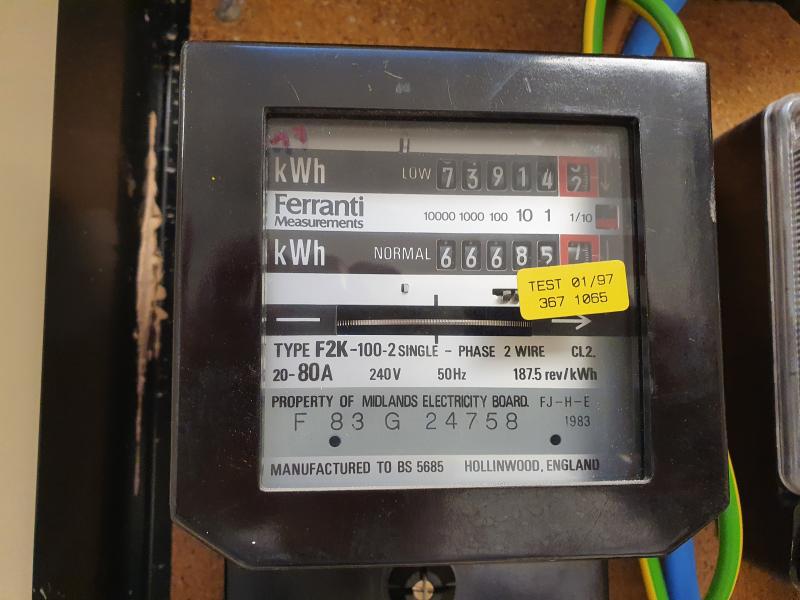 kWh LOW 7 3 9 1 4 2
Ferranti
Measurements
10000 1000 100 10 1 1/10
kWh NORMAL 6 6 6 8 5
TEST 01/97
367 1065
TYPE F2K-100-2 SINGLE - PHASE 2 WIRE CL2.
20-80A 240V 50Hz 187.5 rev/kWh
PROPERTY OF MIDLANDS ELECTRICITY BOARD. FJ-H-E
F 83 G 24758 1983
MANUFACTURED TO BS 5685 HOLLINWOOD, ENGLAND